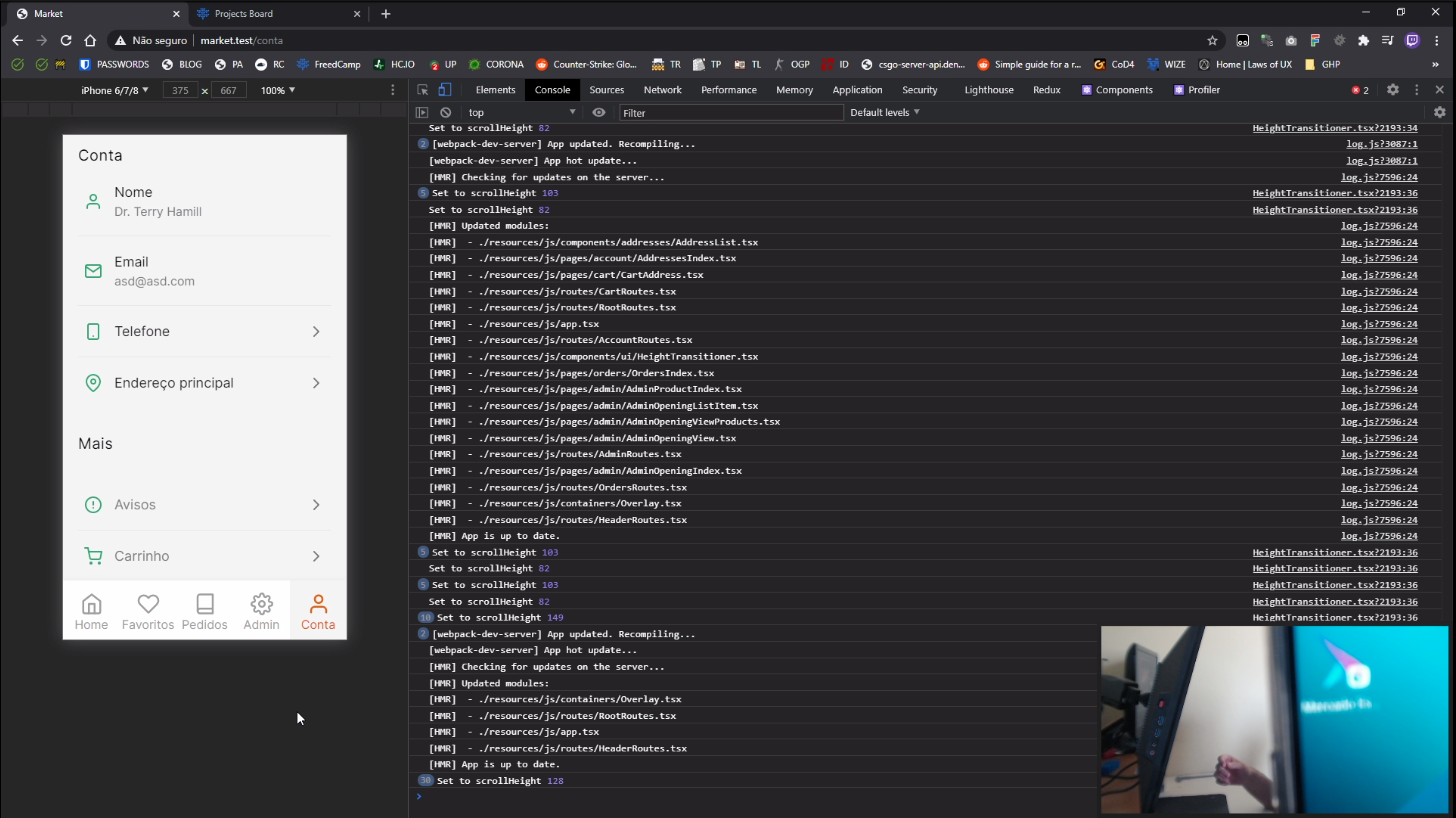 Market
Projects Board
Não seguro
market.test/conta
PASSWORDS
BLOG
PA
RC
FreedCamp
HCJO
UP
CORONA
Counter-Strike: Glo...
TR
TP
TL
OGP
ID
csgo-server-api.den...
Simple guide for a r...
CoD4
WIZE
Home | Laws of UX
GHP
»
iPhone 6/7/8
375
x
667
100%
Elements
Console
Sources
Network
Performance
Memory
Application
Security
Lighthouse
Redux
Components
Profiler
2
top
Filter
Default levels
Conta
Nome
Dr. Terry Hamill
Email
asd@asd.com
Telefone
Endereço principal
Mais
Avisos
Carrinho
Home
Favoritos
Pedidos
Admin
Conta
Set to scrollHeight 82 HeightTransitioner.tsx?2193:34
2 [webpack-dev-server] App updated. Recompiling... log.js?3087:1
[webpack-dev-server] App hot update... log.js?3087:1
[HMR] Checking for updates on the server... log.js?7596:24
5 Set to scrollHeight 103 HeightTransitioner.tsx?2193:36
Set to scrollHeight 82 HeightTransitioner.tsx?2193:36
[HMR] Updated modules: log.js?7596:24
[HMR] - ./resources/js/components/addresses/AddressList.tsx log.js?7596:24
[HMR] - ./resources/js/pages/account/AddressesIndex.tsx log.js?7596:24
[HMR] - ./resources/js/pages/cart/CartAddress.tsx log.js?7596:24
[HMR] - ./resources/js/routes/CartRoutes.tsx log.js?7596:24
[HMR] - ./resources/js/routes/RootRoutes.tsx log.js?7596:24
[HMR] - ./resources/js/app.tsx log.js?7596:24
[HMR] - ./resources/js/routes/AccountRoutes.tsx log.js?7596:24
[HMR] - ./resources/js/components/ui/HeightTransitioner.tsx log.js?7596:24
[HMR] - ./resources/js/pages/orders/OrdersIndex.tsx log.js?7596:24
[HMR] - ./resources/js/pages/admin/AdminProductIndex.tsx log.js?7596:24
[HMR] - ./resources/js/pages/admin/AdminOpeningListItem.tsx log.js?7596:24
[HMR] - ./resources/js/pages/admin/AdminOpeningViewProducts.tsx log.js?7596:24
[HMR] - ./resources/js/pages/admin/AdminOpeningView.tsx log.js?7596:24
[HMR] - ./resources/js/routes/AdminRoutes.tsx log.js?7596:24
[HMR] - ./resources/js/pages/admin/AdminOpeningIndex.tsx log.js?7596:24
[HMR] - ./resources/js/routes/OrdersRoutes.tsx log.js?7596:24
[HMR] - ./resources/js/containers/Overlay.tsx log.js?7596:24
[HMR] - ./resources/js/routes/HeaderRoutes.tsx log.js?7596:24
[HMR] App is up to date. log.js?7596:24
5 Set to scrollHeight 103 HeightTransitioner.tsx?2193:36
Set to scrollHeight 82 HeightTransitioner.tsx?2193:36
5 Set to scrollHeight 103 HeightTransitioner.tsx?2193:36
Set to scrollHeight 82 HeightTransitioner.tsx?2193:36
10 Set to scrollHeight 149 HeightTransitioner.tsx?2193:36
2 [webpack-dev-server] App updated. Recompiling...
[webpack-dev-server] App hot update...
[HMR] Checking for updates on the server...
[HMR] Updated modules:
[HMR] - ./resources/js/containers/Overlay.tsx
[HMR] - ./resources/js/routes/RootRoutes.tsx
[HMR] - ./resources/js/app.tsx
[HMR] - ./resources/js/routes/HeaderRoutes.tsx
[HMR] App is up to date.
30 Set to scrollHeight 128